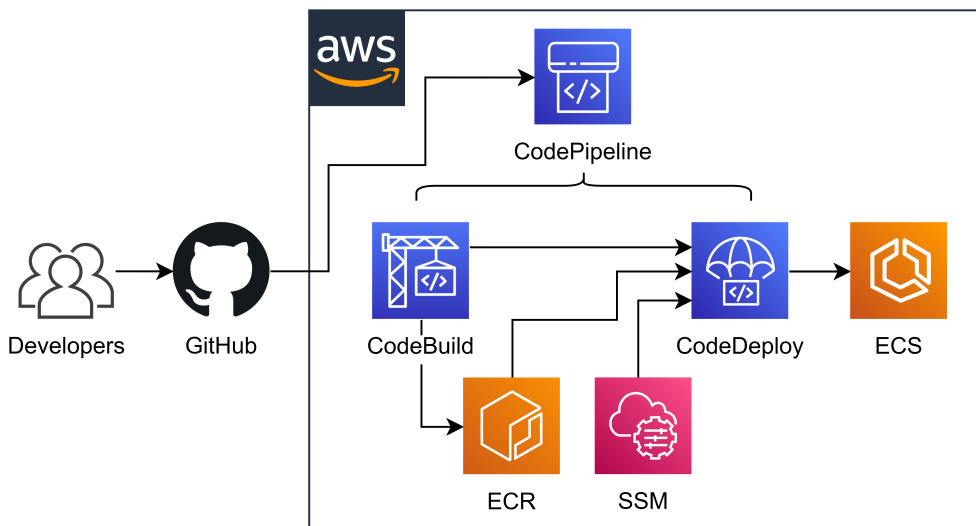 aws
</>
CodePipeline
</>
</>
Developers
GitHub
CodeBuild
CodeDeploy
ECS
ECR
SSM